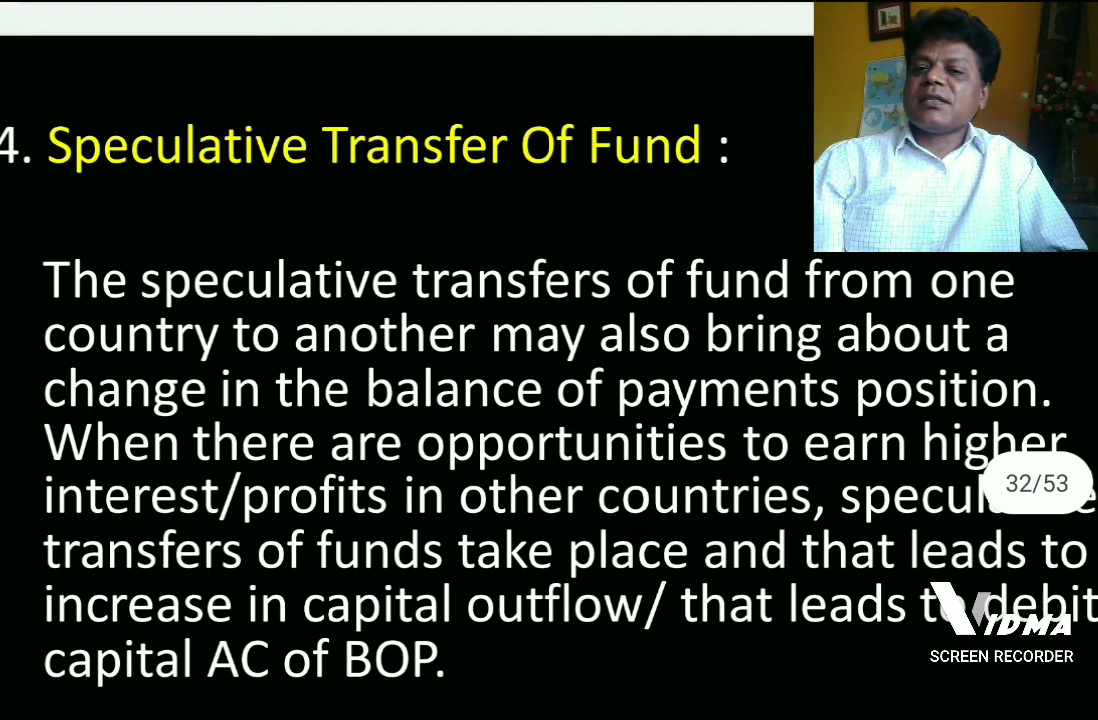 4. Speculative Transfer Of Fund :
The speculative transfers of fund from one
country to another may also bring about a
change in the balance of payments position.
When there are opportunities to earn higher
interest/profits in other countries,
32/53
transfers of funds take place and that leads to
increase in capital outflow/ that leads to debit
capital AC of BOP.
VIDMA
SCREEN RECORDER